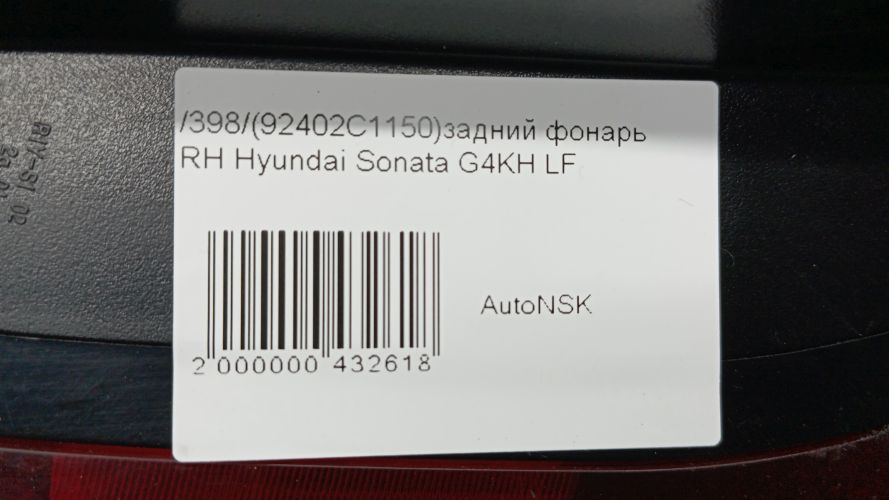 /398/(92402C1150)задний фонарь
RH Hyundai Sonata G4KH LF
AutoNSK
2 000000 432618